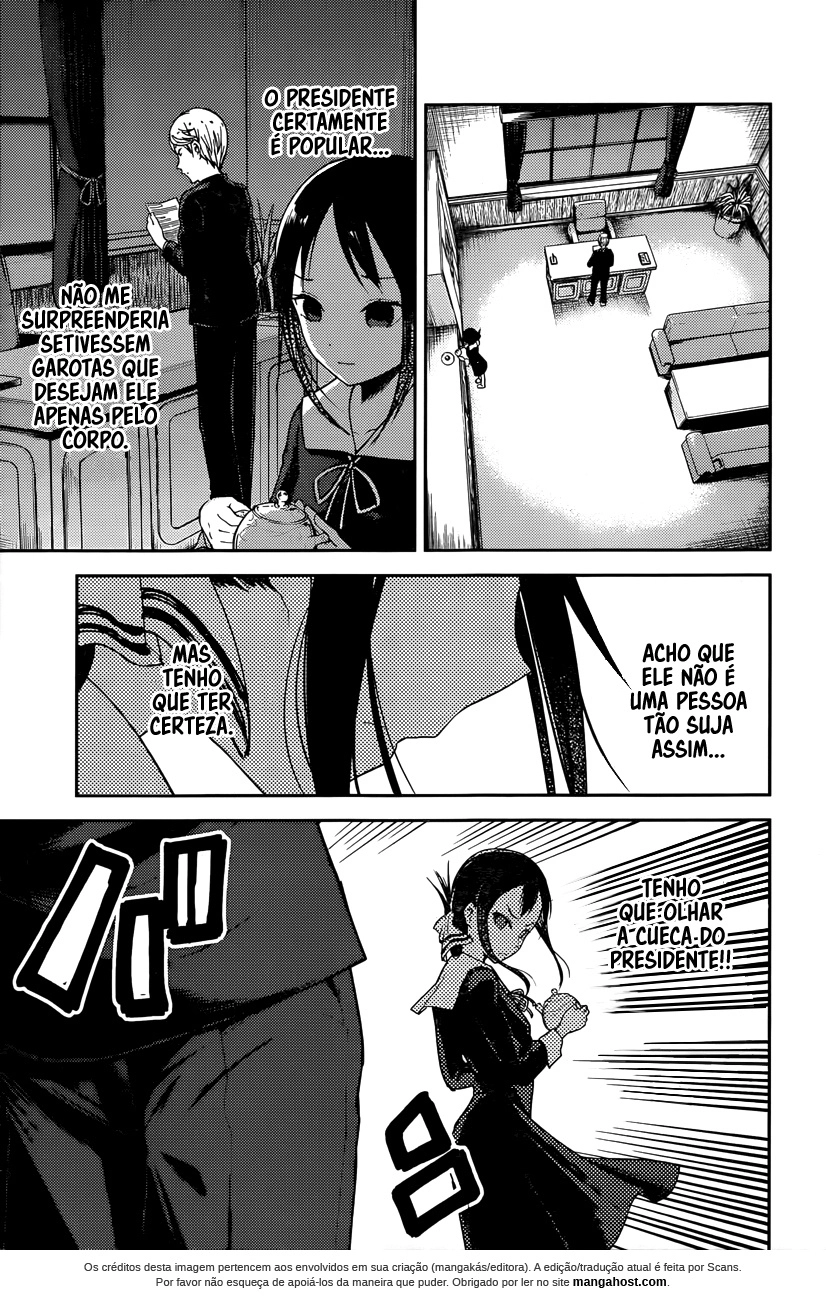 O PRESIDENTE
CERTAMENTE
É POPULAR...
NÃO ME
SURPREENDERIA
SETIVESSEM
GAROTAS QUE
DESEJAM ELE
APENAS PELO
CORPO.
ACHO QUE
ELE NÃO É
UMA PESSOA
TÃO SUJA
ASSIM...
MAS
TENHO
QUE TER
CERTEZA.
TENHO
QUE OLHAR
A CUECA DO
PRESIDENTE!!
Os créditos desta imagem pertencem aos envolvidos em sua criação (mangakás/editora). A edição/tradução atual é feita por Scans.
Por favor não esqueça de apoiá-los da maneira que puder. Obrigado por ler no site mangahost.com.